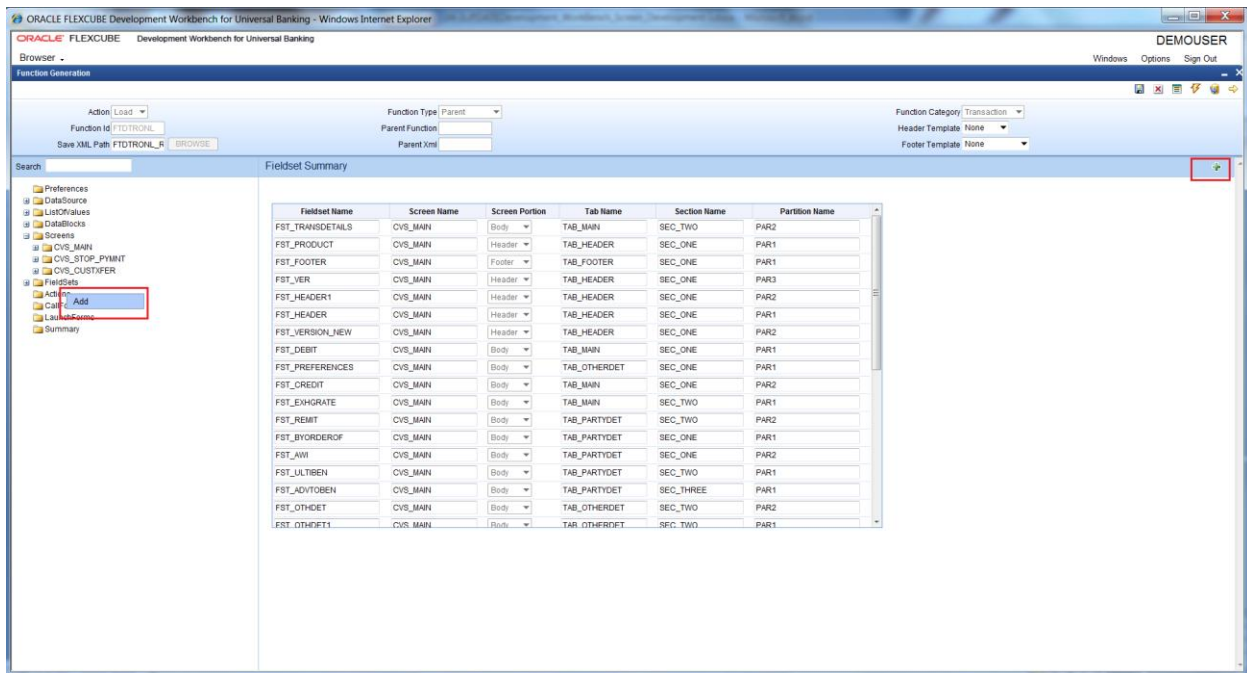 ORACLE FLEXCUBE Development Workbench for Universal Banking - Windows Internet Explorer
ORACLE FLEXCUBE Development Workbench for Universal Banking
DEMOUSER
Browser
Windows Options Sign Out
Function Generation
Action Load Function Type Parent Function Category Transaction
Function Id FTDTRONL Parent Function Header Template None
Save XML Path FTDTRONL_R BROWSE Parent Xml Footer Template None
Search
Fieldset Summary
Preferences
DataSource
ListOfValues
DataBlocks
Screens
CVS_MAIN
CVS_STOP_PYMNT
CVS_CUSTXFER
FieldSets
Add
LaunchForms
Summary
Fieldset Name Screen Name Screen Portion Tab Name Section Name Partition Name
FST_TRANSDETAILS CVS_MAIN Body TAB_MAIN SEC_TWO PAR2
FST_PRODUCT CVS_MAIN Header TAB_HEADER SEC_ONE PAR1
FST_FOOTER CVS_MAIN Footer TAB_FOOTER SEC_ONE PAR1
FST_VER CVS_MAIN Header TAB_HEADER SEC_ONE PAR3
FST_HEADER1 CVS_MAIN Header TAB_HEADER SEC_ONE PAR2
FST_HEADER CVS_MAIN Header TAB_HEADER SEC_ONE PAR1
FST_VERSION_NEW CVS_MAIN Header TAB_HEADER SEC_ONE PAR2
FST_DEBIT CVS_MAIN Body TAB_MAIN SEC_ONE PAR1
FST_PREFERENCES CVS_MAIN Body TAB_OTHERDET SEC_ONE PAR1
FST_CREDIT CVS_MAIN Body TAB_MAIN SEC_ONE PAR2
FST_EXHGRATE CVS_MAIN Body TAB_MAIN SEC_TWO PAR1
FST_REMIT CVS_MAIN Body TAB_PARTYDET SEC_TWO PAR2
FST_BYORDEROF CVS_MAIN Body TAB_PARTYDET SEC_ONE PAR1
FST_AWI CVS_MAIN Body TAB_PARTYDET SEC_ONE PAR2
FST_ULTIBEN CVS_MAIN Body TAB_PARTYDET SEC_TWO PAR1
FST_ADVTOBEN CVS_MAIN Body TAB_PARTYDET SEC_THREE PAR1
FST_OTHDET CVS_MAIN Body TAB_OTHERDET SEC_TWO PAR2
FST_OTHDET1 CVS_MAIN Body TAB_OTHERDET SEC_TWO PAR1